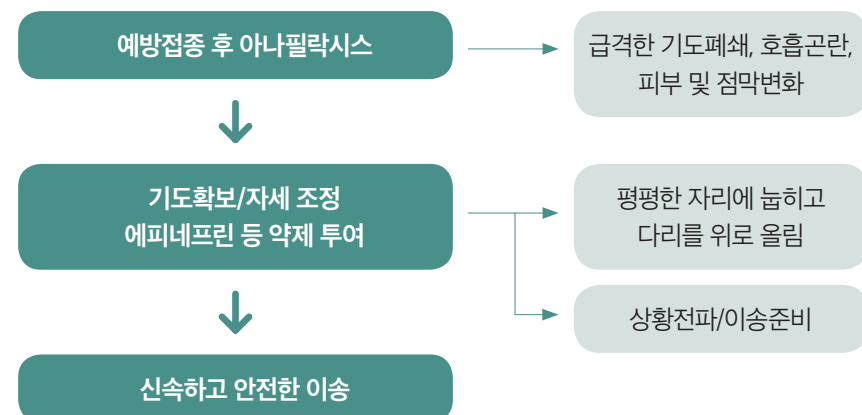 예방접종 후 아나필락시스
급격한 기도폐쇄, 호흡곤란,
피부 및 점막변화
기도확보/자세 조정
에피네프린 등 약제 투여
평평한 자리에 눕히고
다리를 위로 올림
상황전파/이송준비
신속하고 안전한 이송